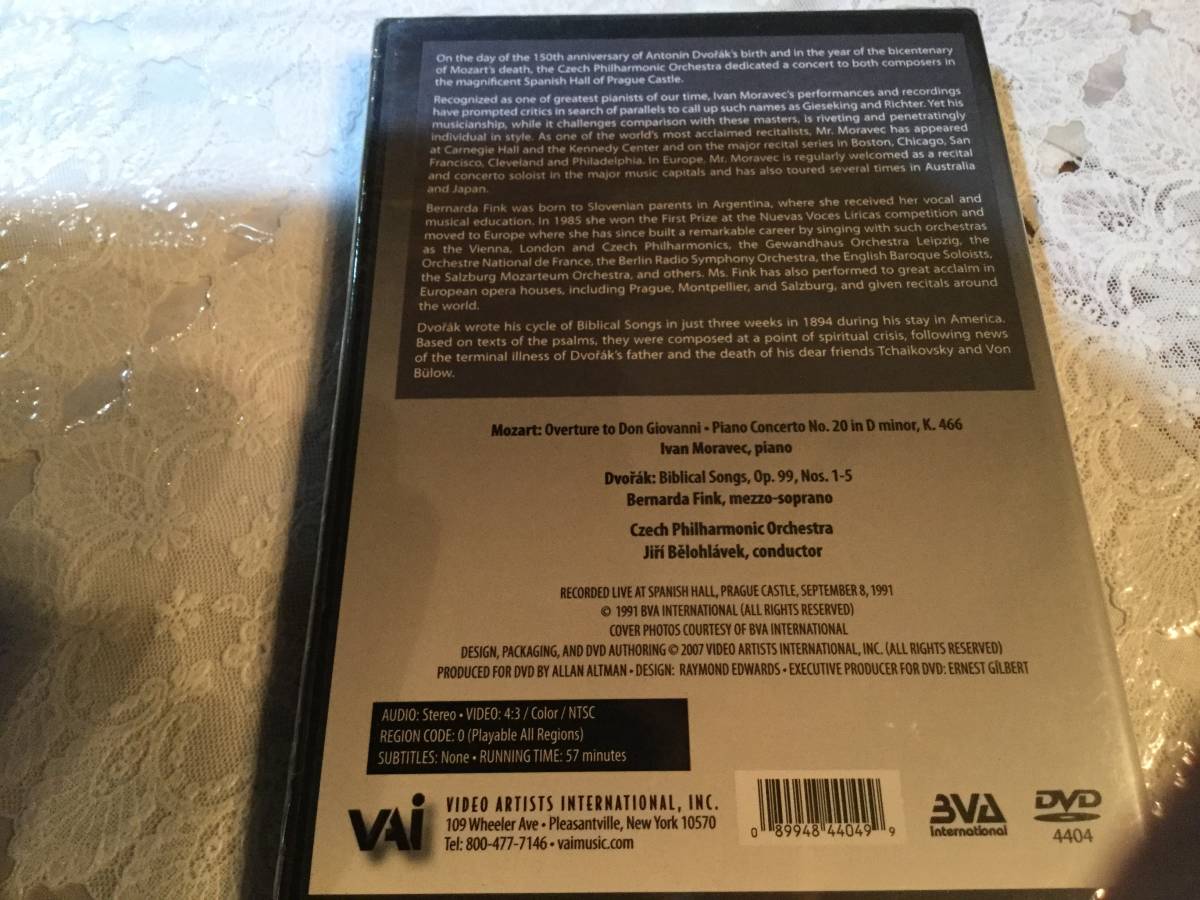 On the day of the 150th anniversary of Antonín Dvořák's birth and in the year of the bicentenary
of Mozart's death, the Czech Philharmonic Orchestra dedicated a concert to both composers in
the magnificent Spanish Hall of Prague Castle.
Recognized as one of greatest pianists of our time, Ivan Moravec's performances and recordings
have prompted critics in search of parallels to call up such names as Gieseking and Richter. Yet his
musicianship, while it challenges comparison with these masters, is riveting and penetratingly
individual in style. As one of the world's most acclaimed recitalists, Mr. Moravec has appeared
at Carnegie Hall and the Kennedy Center and on the major recital series in Boston, Chicago, San
Francisco, Cleveland and Philadelphia. In Europe, Mr. Moravec is regularly welcomed as a recital
and concerto soloist in the major music capitals and has also toured several times in Australia
and Japan.
Bernarda Fink was born to Slovenian parents in Argentina, where she received her vocal and
musical education. In 1985 she won the First Prize at the Nuevas Voces Líricas competition and
moved to Europe where she has since built a remarkable career by singing with such orchestras
as the Vienna, London and Czech Philharmonics, the Gewandhaus Orchestra Leipzig, the
Orchestre National de France, the Berlin Radio Symphony Orchestra, the English Baroque Soloists,
the Salzburg Mozarteum Orchestra, and others. Ms. Fink has also performed to great acclaim in
European opera houses, including Prague, Montpellier, and Salzburg, and given recitals around
the world.
Dvořák wrote his cycle of Biblical Songs in just three weeks in 1894 during his stay in America.
Based on texts of the psalms, they were composed at a point of spiritual crisis, following news
of the terminal illness of Dvořák's father and the death of his dear friends Tchaikovsky and Von
Bülow.
Mozart: Overture to Don Giovanni • Piano Concerto No. 20 in D minor, K. 466
Ivan Moravec, piano
Dvořák: Biblical Songs, Op. 99, Nos. 1-5
Bernarda Fink, mezzo-soprano
Czech Philharmonic Orchestra
Jiří Bělohlávek, conductor
RECORDED LIVE AT SPANISH HALL, PRAGUE CASTLE, SEPTEMBER 8, 1991
© 1991 BVA INTERNATIONAL (ALL RIGHTS RESERVED)
COVER PHOTOS COURTESY OF BVA INTERNATIONAL
DESIGN, PACKAGING, AND DVD AUTHORING © 2007 VIDEO ARTISTS INTERNATIONAL, INC. (ALL RIGHTS RESERVED)
PRODUCED FOR DVD BY ALLAN ALTMAN • DESIGN: RAYMOND EDWARDS • EXECUTIVE PRODUCER FOR DVD: ERNEST GILBERT
AUDIO: Stereo • VIDEO: 4:3 / Color / NTSC
REGION CODE: 0 (Playable All Regions)
SUBTITLES: None • RUNNING TIME: 57 minutes
VAI
VIDEO ARTISTS INTERNATIONAL, INC.
109 Wheeler Ave • Pleasantville, New York 10570
Tel: 800-477-7146 • vaimusic.com
0 89948 44049 9
BVA
International
DVD
4404